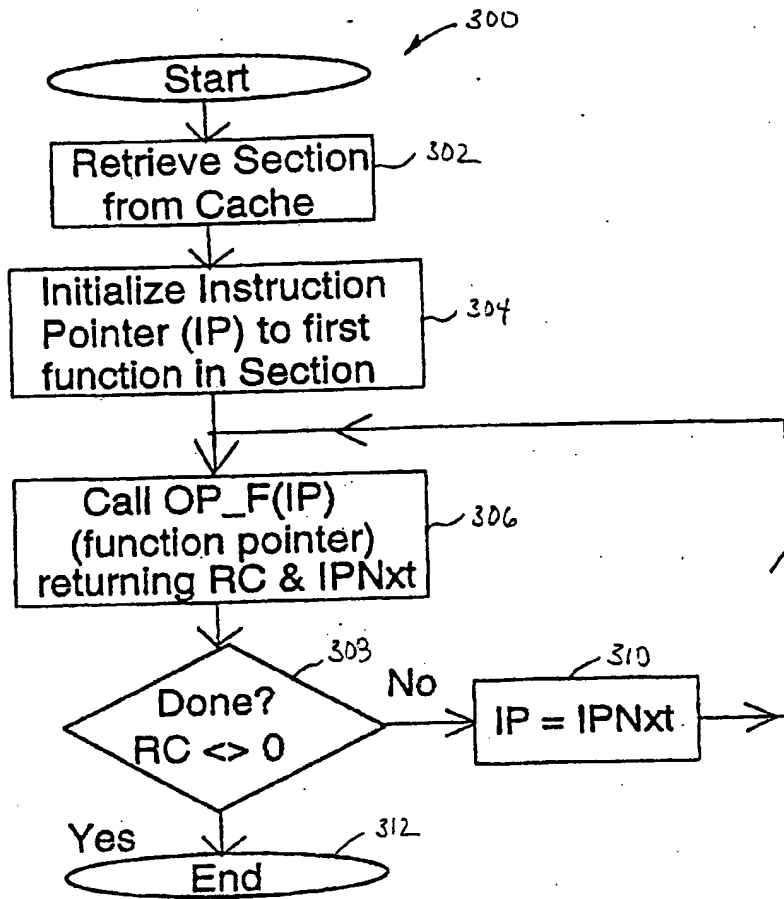 300
Start
Retrieve Section
from Cache
302
Initialize Instruction
Pointer (IP) to first
function in Section
304
Call OP_F(IP)
(function pointer)
returning RC & IPNxt
306
303
Done?
RC <> 0
No
310
IP = IPNxt
Yes
312
End